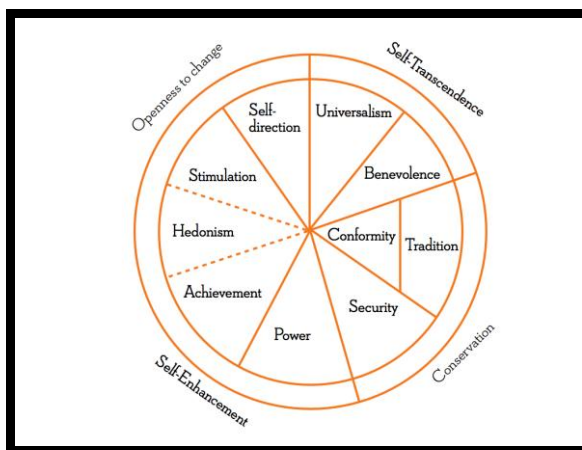 Openness to change
Self-Transcendence
Self-
direction
Universalism
Stimulation
Benevolence
Hedonism
Conformity
Tradition
Achievement
Security
Power
Self-Enhancement
Conservation